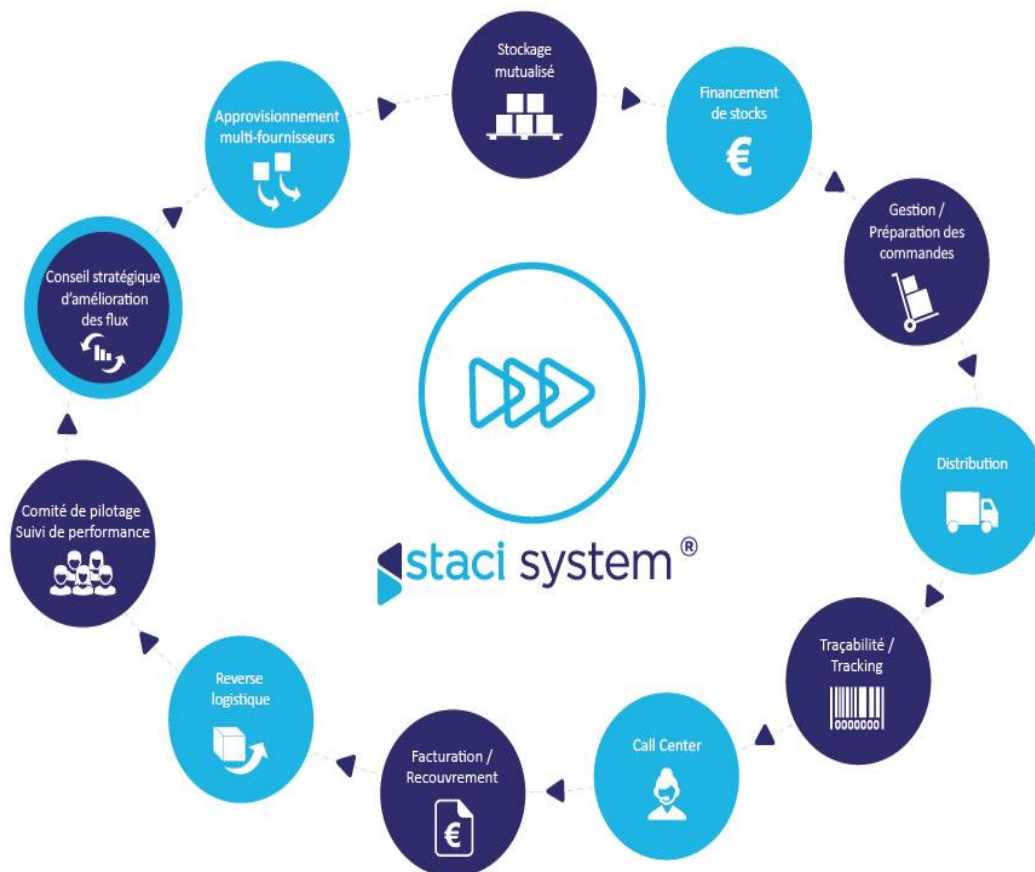 Stockage
mutualisé
Financement
de stocks
Gestion /
Préparation des
commandes
Distribution
Traçabilité /
Tracking
Call Center
Facturation /
Recouvrement
Reverse
logistique
Comité de pilotage
Suivi de performance
Conseil stratégique
d'amélioration
des flux
Approvisionnement
multi-fournisseurs
€
€
0000000
staci system ®